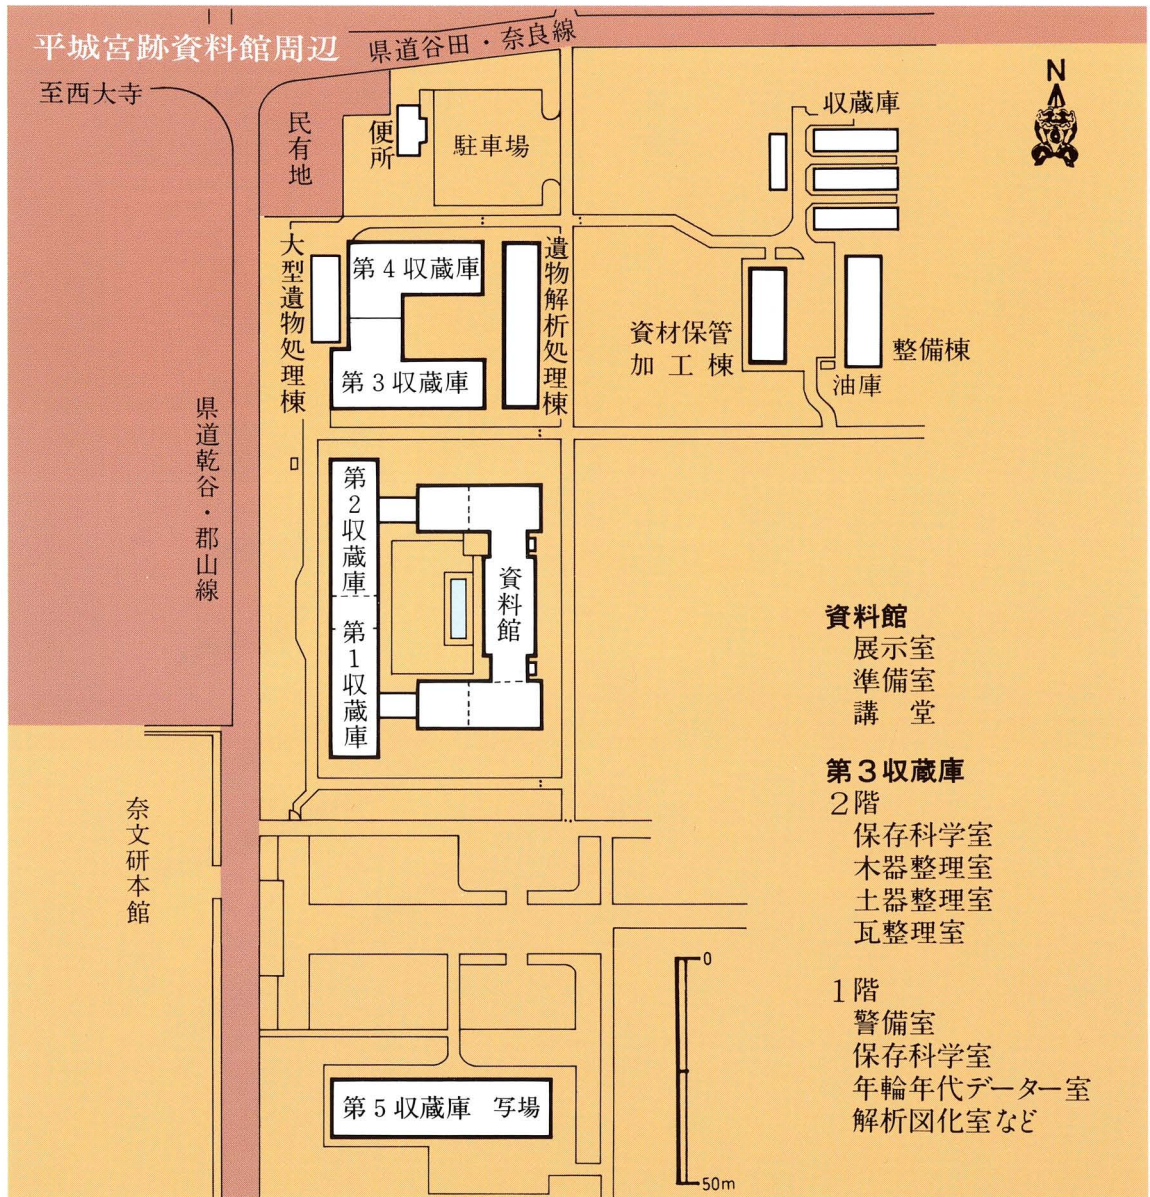 平城宮跡資料館周辺
県道谷田・奈良線
至西大寺
民有地
便所
駐車場
N
収蔵庫
大型遺物処理棟
第4収蔵庫
遺物解析処理棟
第3収蔵庫
資材保管
加工棟
整備棟
油庫
県道乾谷・郡山線
第2収蔵庫
第1収蔵庫
資料館
奈文研本館
第5収蔵庫 写場
資料館
展示室
準備室
講 堂
第3収蔵庫
2階
保存科学室
木器整理室
土器整理室
瓦整理室
1階
警備室
保存科学室
年輪年代データー室
解析図化室など
0
50m